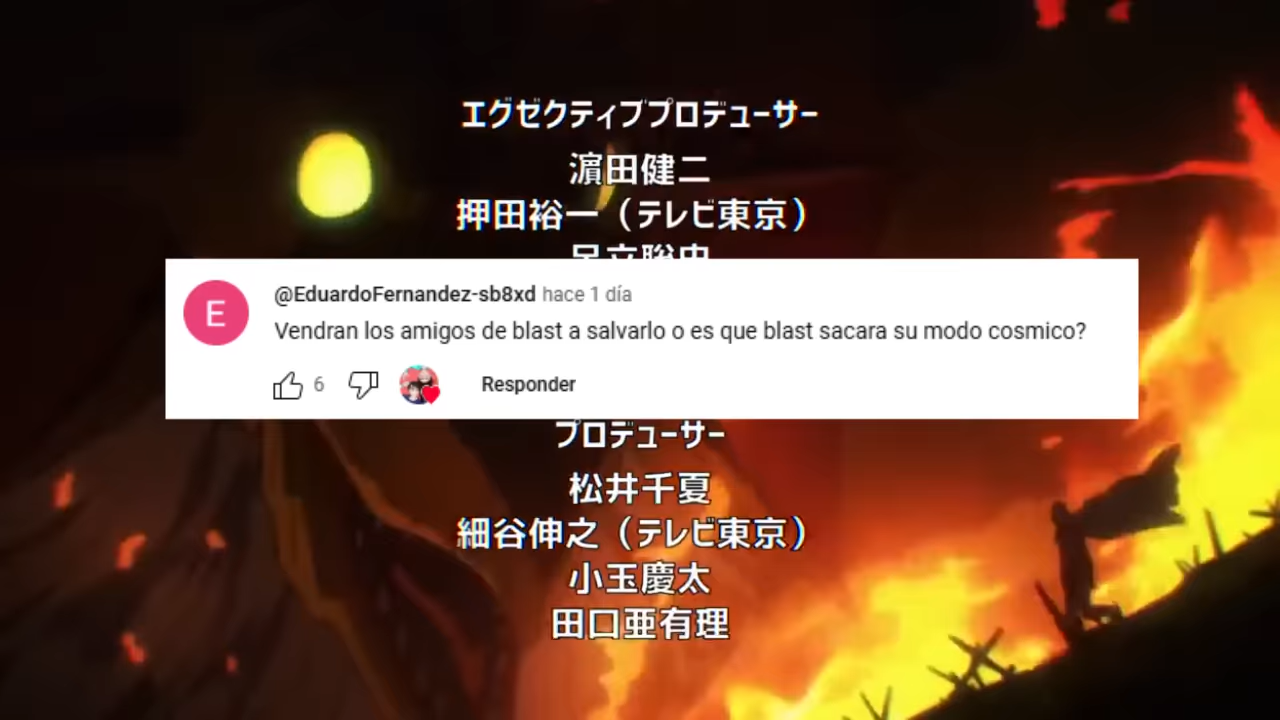 エグゼクティブプロデューサー
濵田健二
押田裕一（テレビ東京）
E
@EduardoFernandez-sb8xd hace 1 día
Vendran los amigos de blast a salvarlo o es que blast sacara su modo cosmico?
6
Responder
プロデューサー
松井千夏
細谷伸之（テレビ東京）
小玉慶太
田口亜有理